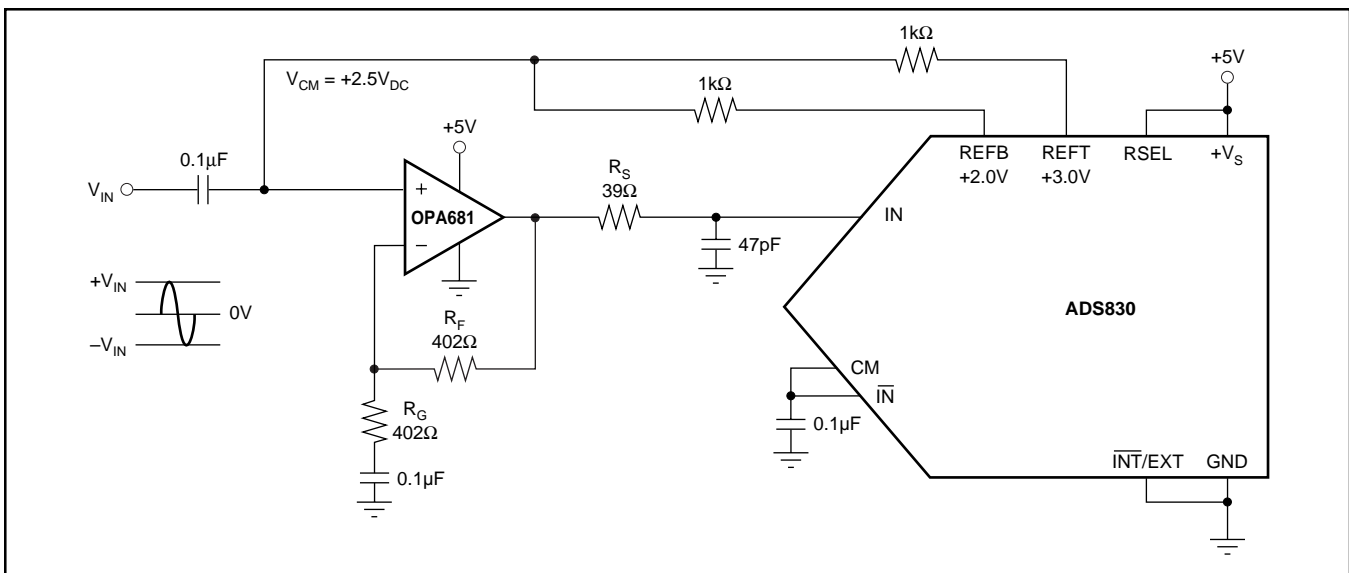 1kΩ
V_CM = +2.5V_DC
1kΩ
+5V
+5V
0.1µF
REFB
+2.0V
REFT
+3.0V
RSEL
+V_S
V_IN
+
OPA681
–
R_S
39Ω
IN
47pF
+V_IN
0V
–V_IN
R_F
402Ω
ADS830
CM
I̅N̅
R_G
402Ω
0.1µF
0.1µF
I̅N̅T̅/EXT
GND